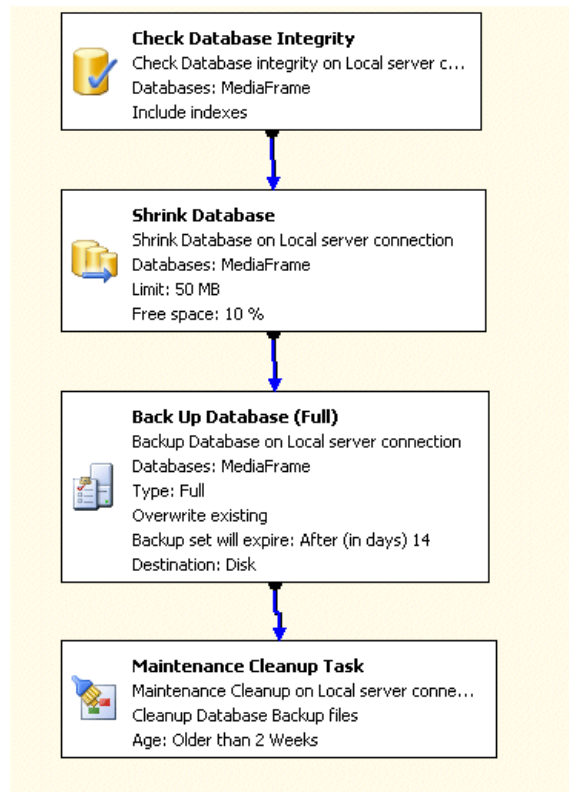 Check Database Integrity
Check Database integrity on Local server c...
Databases: MediaFrame
Include indexes
Shrink Database
Shrink Database on Local server connection
Databases: MediaFrame
Limit: 50 MB
Free space: 10 %
Back Up Database (Full)
Backup Database on Local server connection
Databases: MediaFrame
Type: Full
Overwrite existing
Backup set will expire: After (in days) 14
Destination: Disk
Maintenance Cleanup Task
Maintenance Cleanup on Local server conne...
Cleanup Database Backup files
Age: Older than 2 Weeks